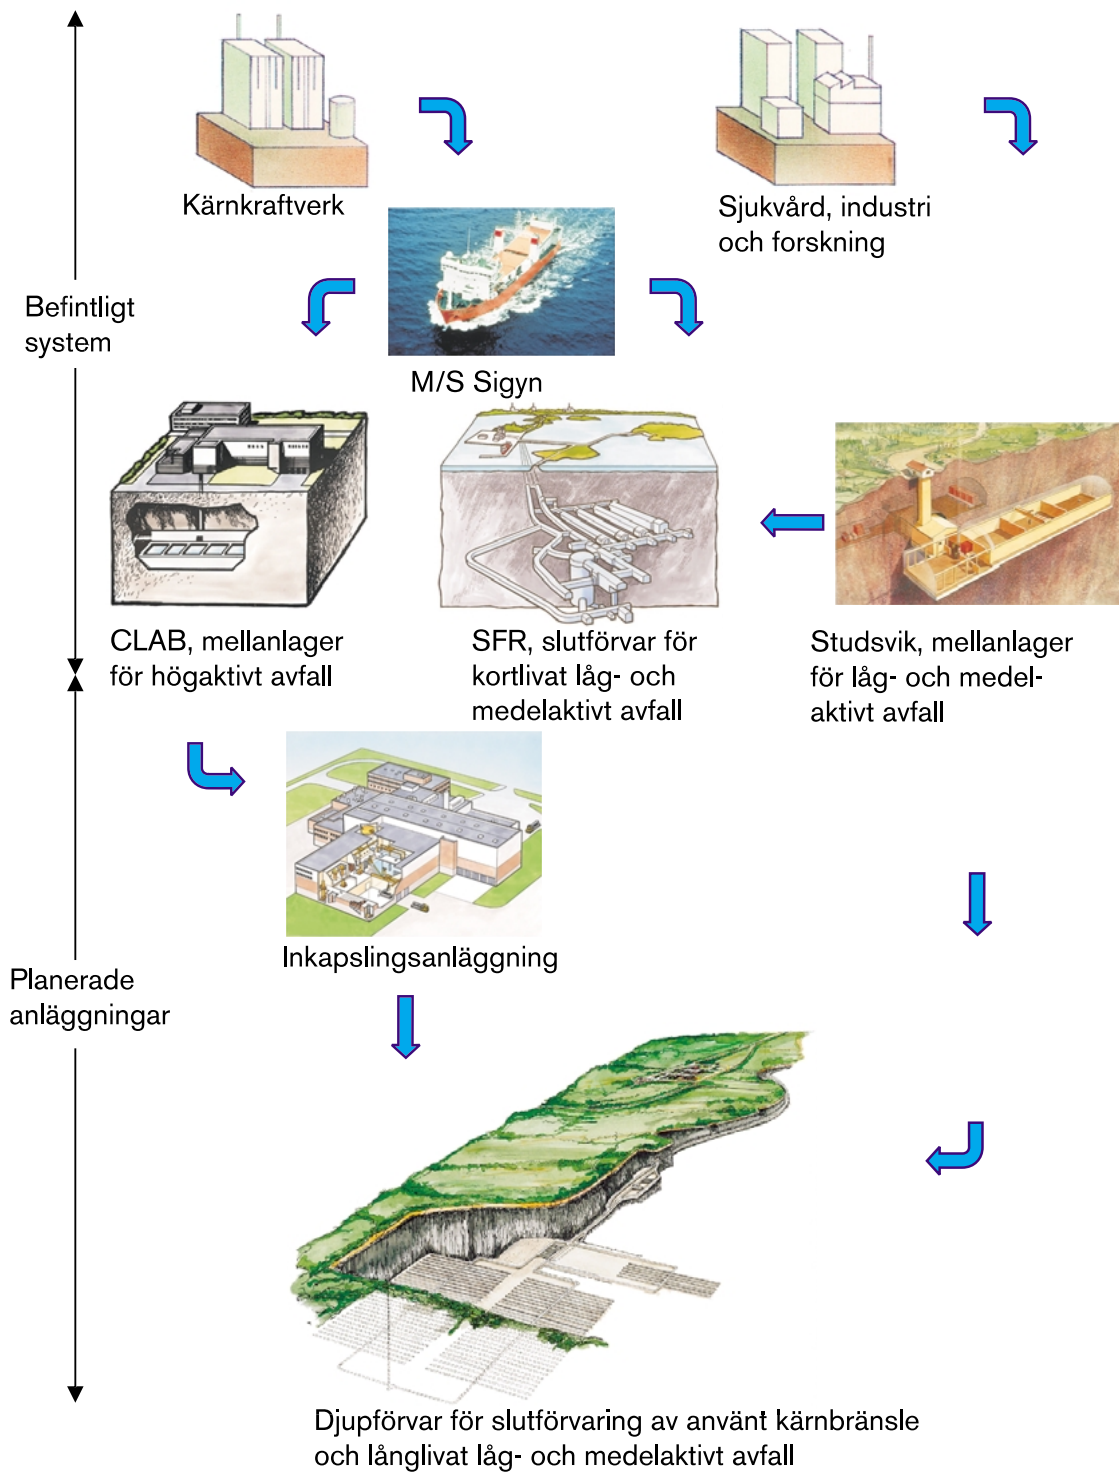 Kärnkraftverk
Sjukvård, industri
och forskning
Befintligt
system
M/S Sigyn
CLAB, mellanlager
för högaktivt avfall
SFR, slutförvar för
kortlivat låg- och
medelaktivt avfall
Studsvik, mellanlager
för låg- och medel-
aktivt avfall
Inkapslingsanläggning
Planerade
anläggningar
Djupförvar för slutförvaring av använt kärnbränsle
och långlivat låg- och medelaktivt avfall